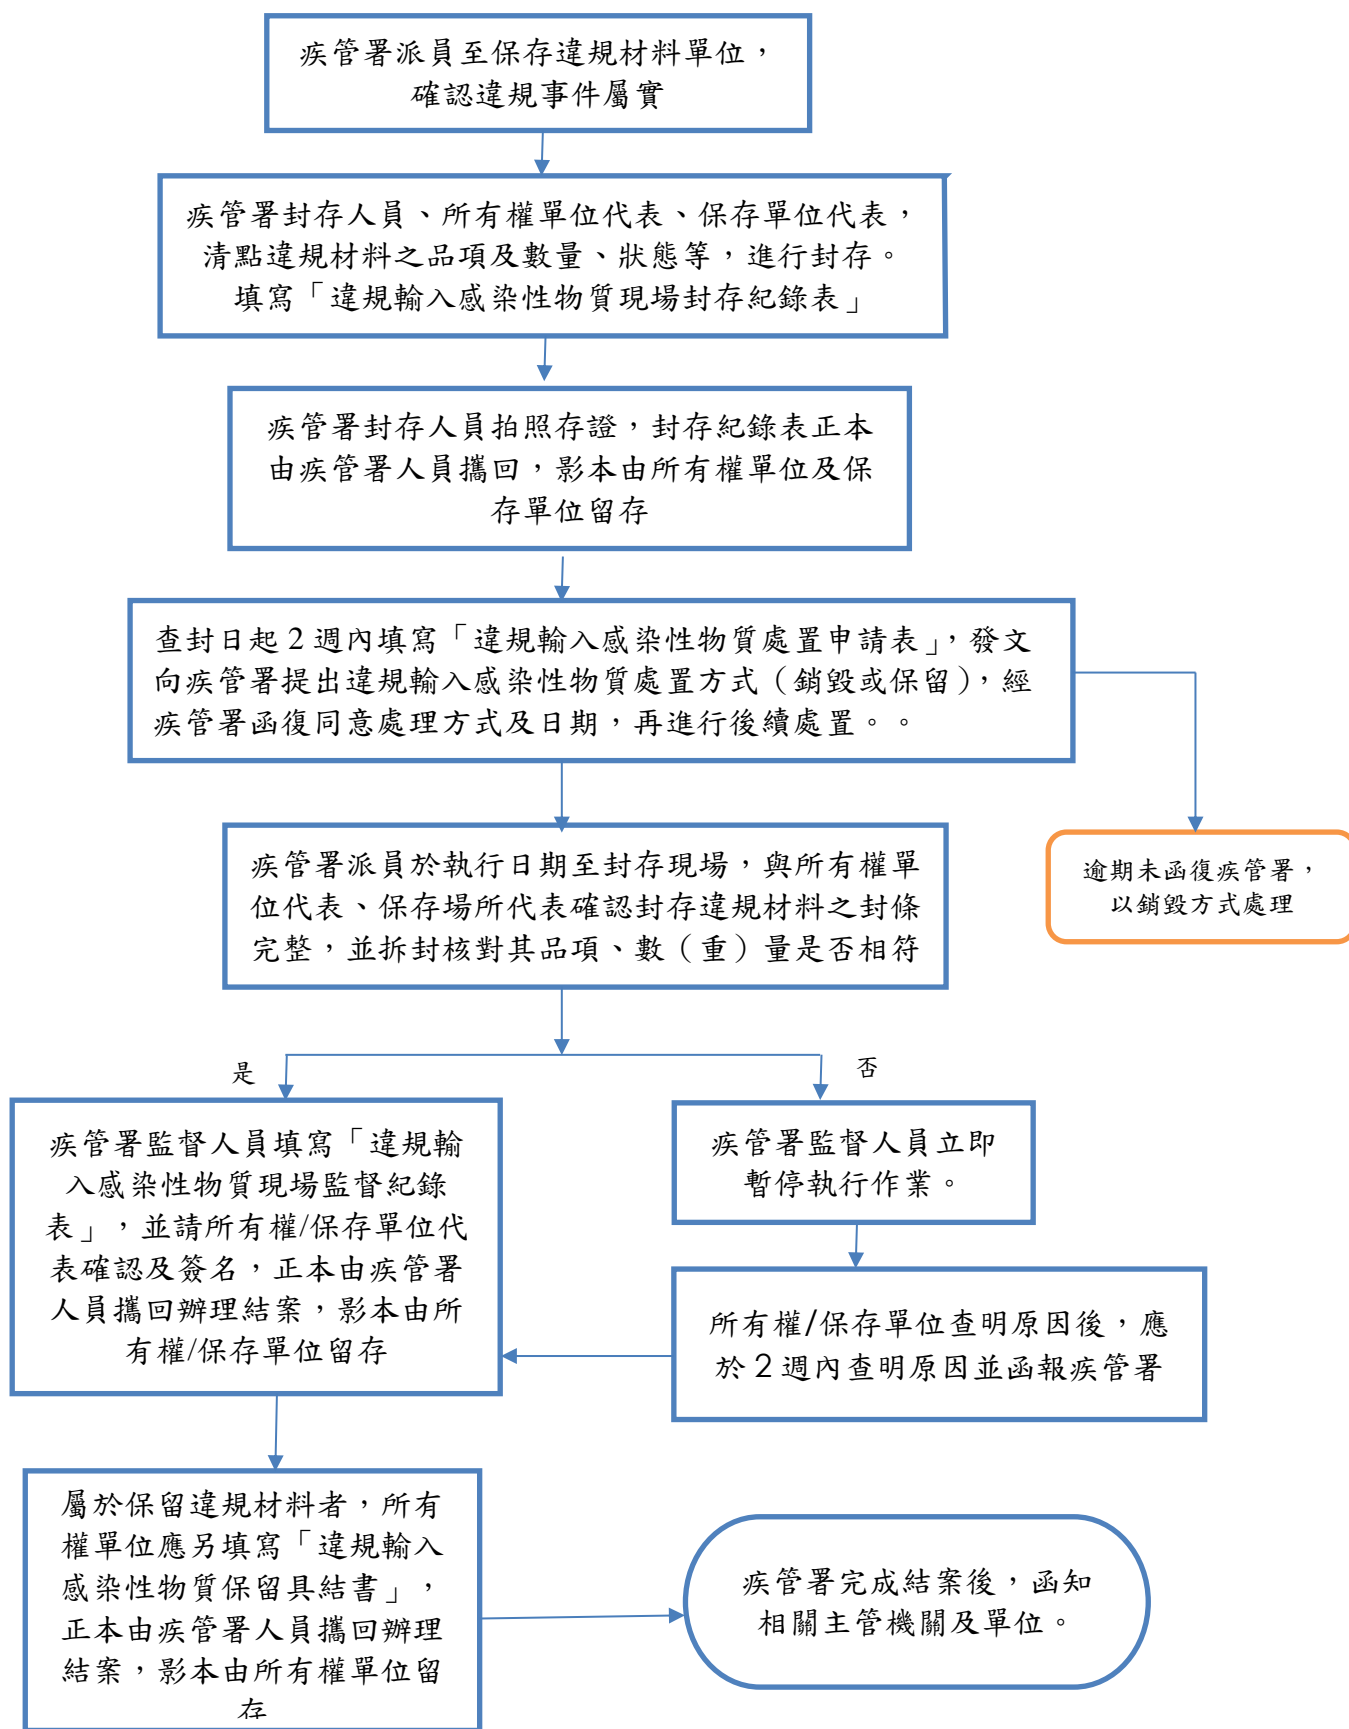 疾管署派員至保存違規材料單位，
確認違規事件屬實
疾管署封存人員、所有權單位代表、保存單位代表，
清點違規材料之品項及數量、狀態等，進行封存。
填寫「違規輸入感染性物質現場封存紀錄表」
疾管署封存人員拍照存證，封存紀錄表正本
由疾管署人員攜回，影本由所有權單位及保
存單位留存
查封日起 2 週內填寫「違規輸入感染性物質處置申請表」，發文
向疾管署提出違規輸入感染性物質處置方式（銷毀或保留），經
疾管署函復同意處理方式及日期，再進行後續處置。。
逾期未函復疾管署，
以銷毀方式處理
疾管署派員於執行日期至封存現場，與所有權單
位代表、保存場所代表確認封存違規材料之封條
完整，並拆封核對其品項、數（重）量是否相符
是
否
疾管署監督人員填寫「違規輸
入感染性物質現場監督紀錄
表」，並請所有權/保存單位代
表確認及簽名，正本由疾管署
人員攜回辦理結案，影本由所
有權/保存單位留存
疾管署監督人員立即
暫停執行作業。
所有權/保存單位查明原因後，應
於 2 週內查明原因並函報疾管署
屬於保留違規材料者，所有
權單位應另填寫「違規輸入
感染性物質保留具結書」，
正本由疾管署人員攜回辦理
結案，影本由所有權單位留
存
疾管署完成結案後，函知
相關主管機關及單位。